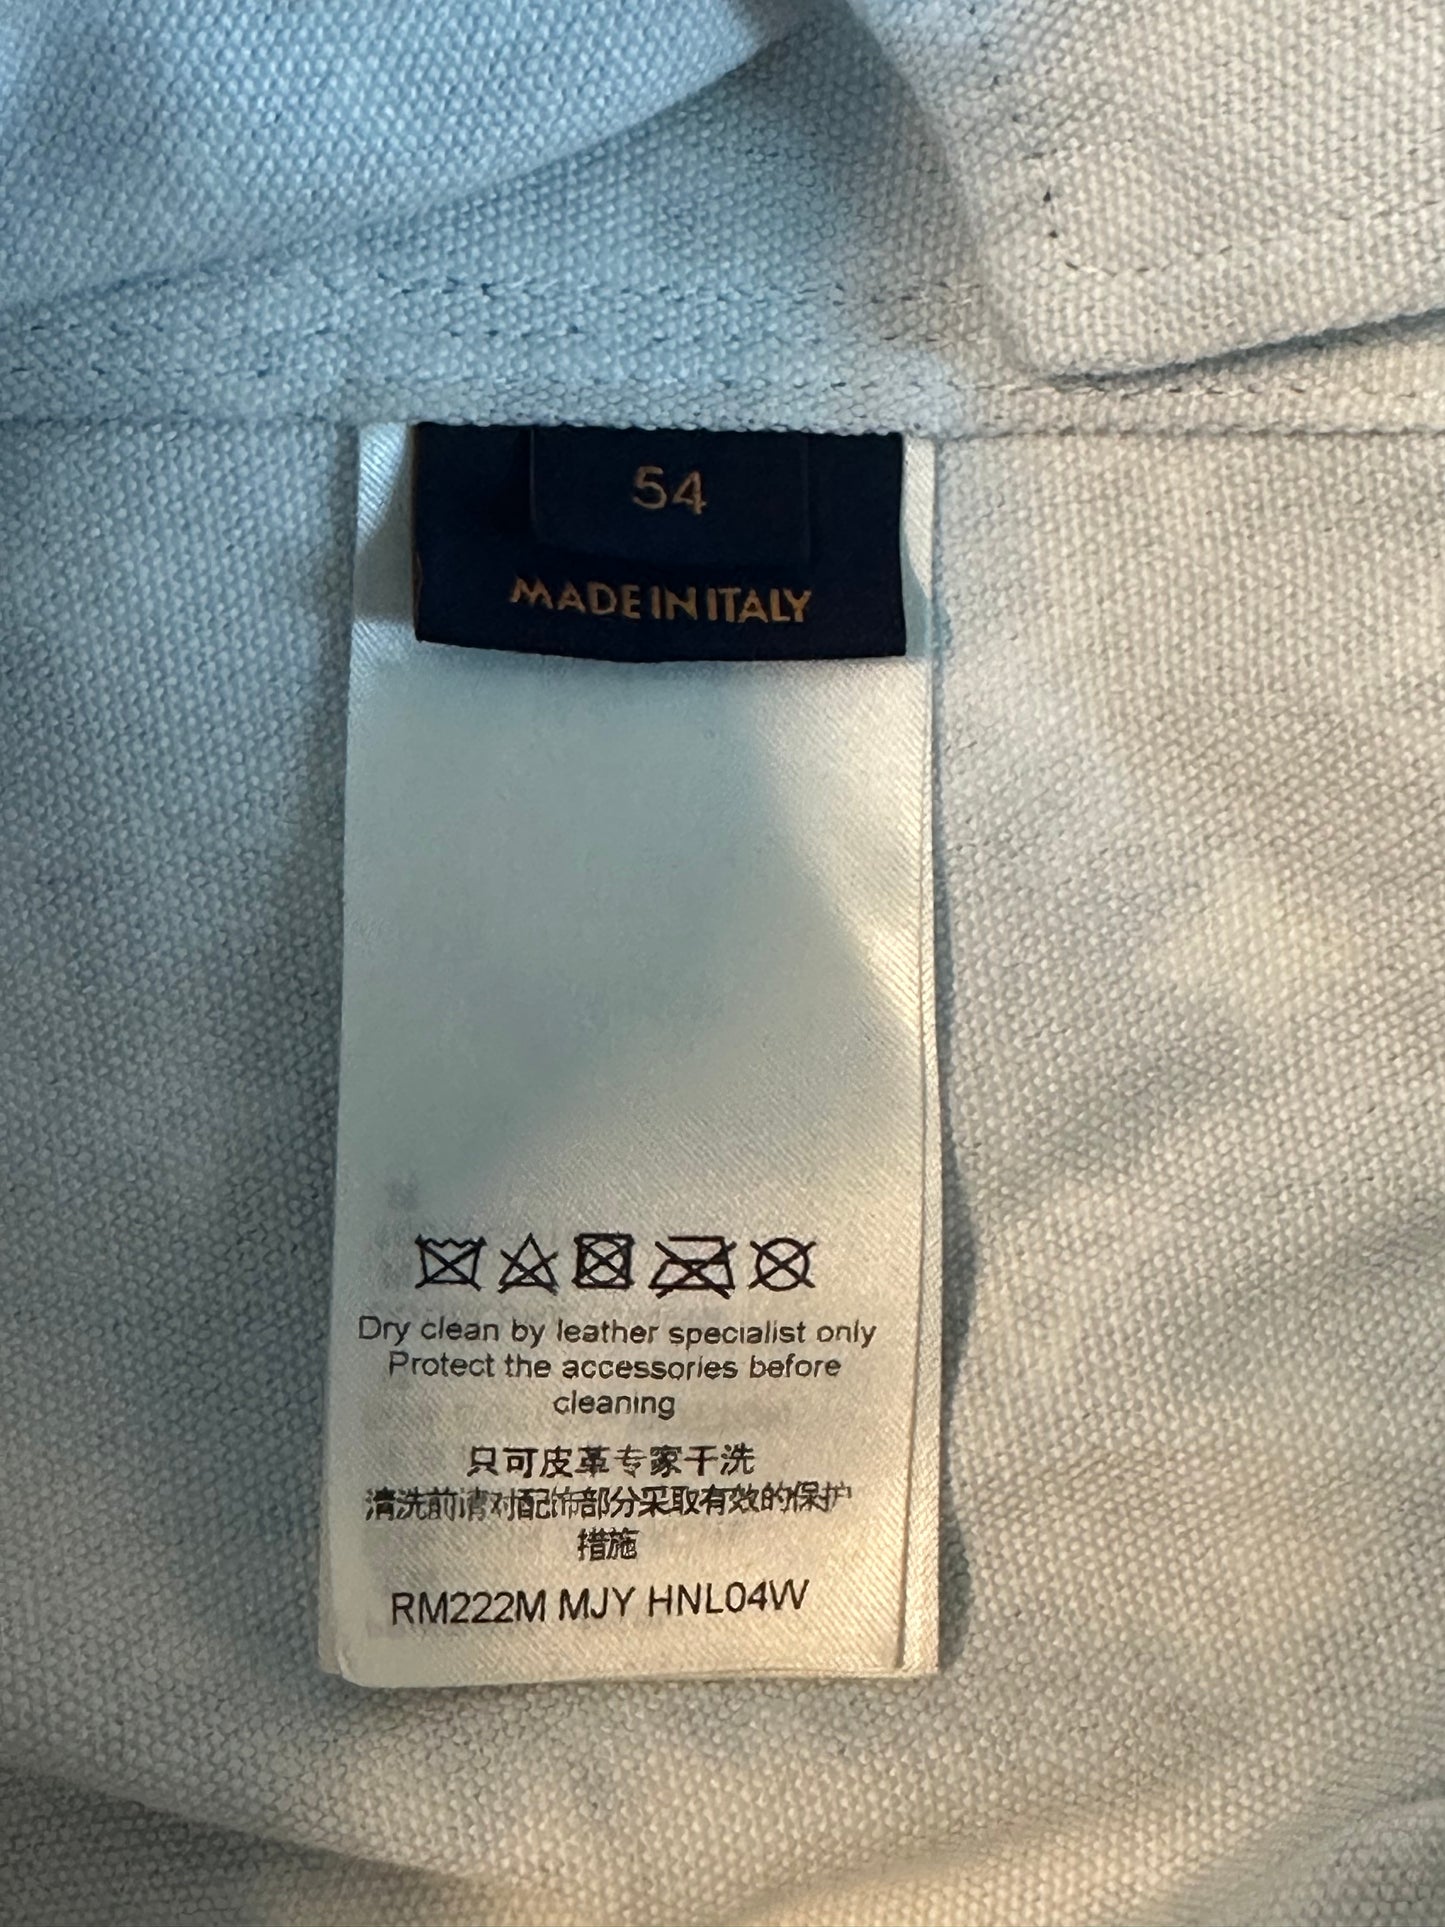 54
MADE IN ITALY
Dry clean by leather specialist only
Protect the accessories before
cleaning
只可皮革专家干洗
清洗前请对配饰部分采取有效的保护
措施
RM222M MJY HNL04W